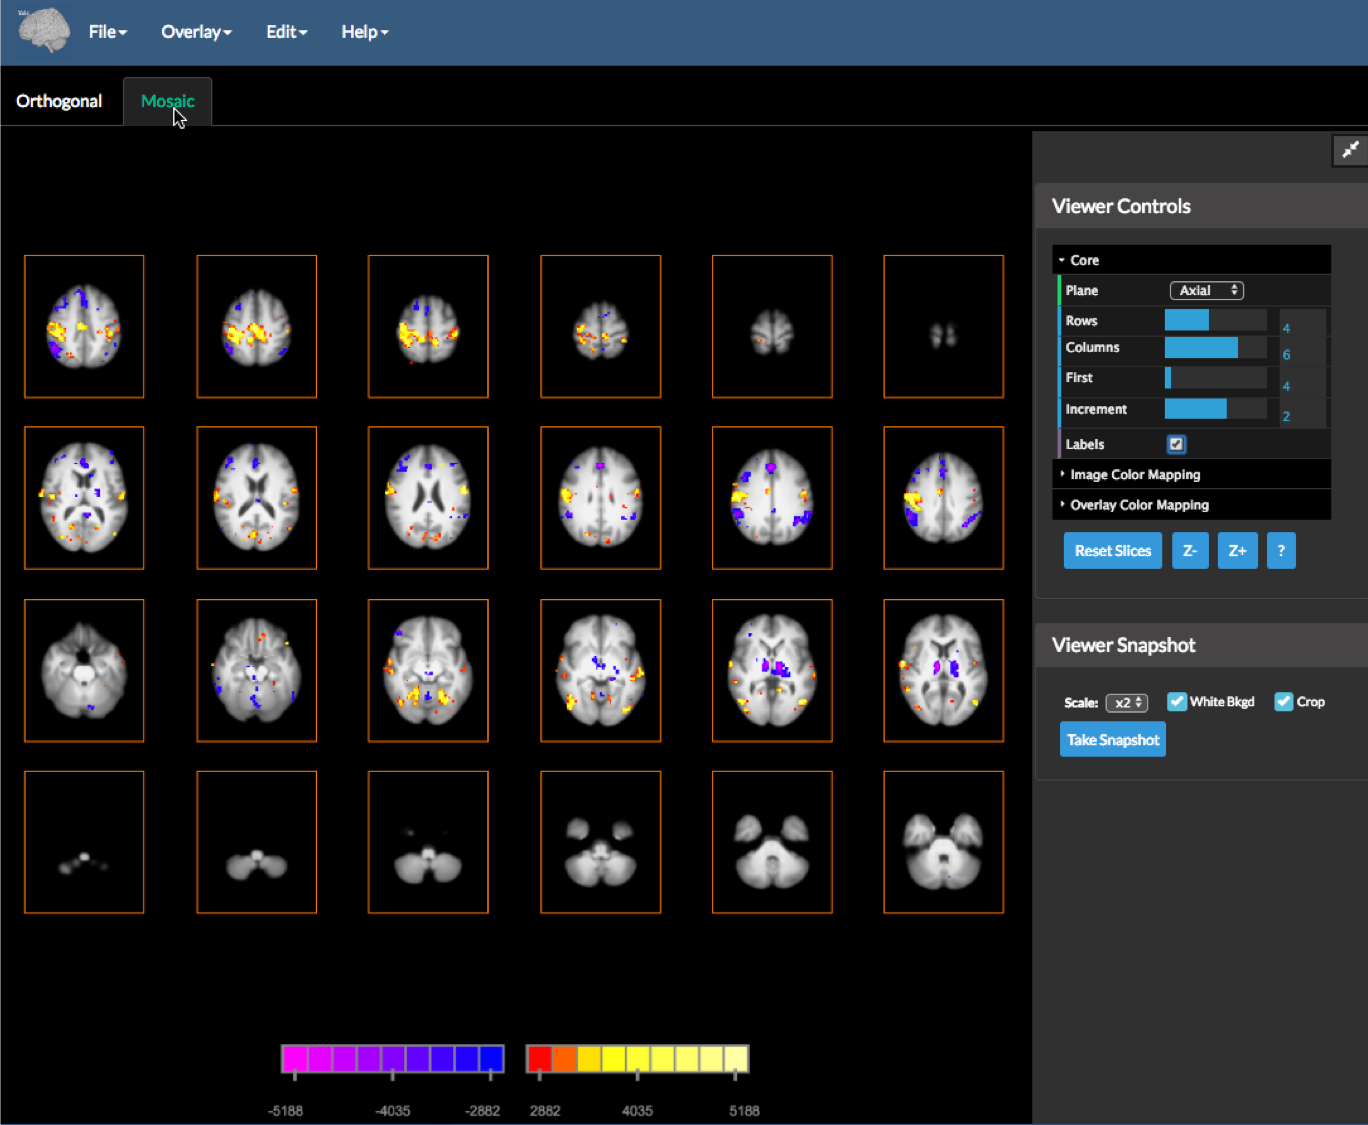 File Overlay Edit Help
Orthogonal Mosaic
Viewer Controls
Core
Plane Axial
Rows 4
Columns 6
First 4
Increment 2
Labels
Image Color Mapping
Overlay Color Mapping
Reset Slices Z- Z+ ?
Viewer Snapshot
Scale: x2 White Bkgd Crop
Take Snapshot
-5188 -4035 -2882 2882 4035 5188